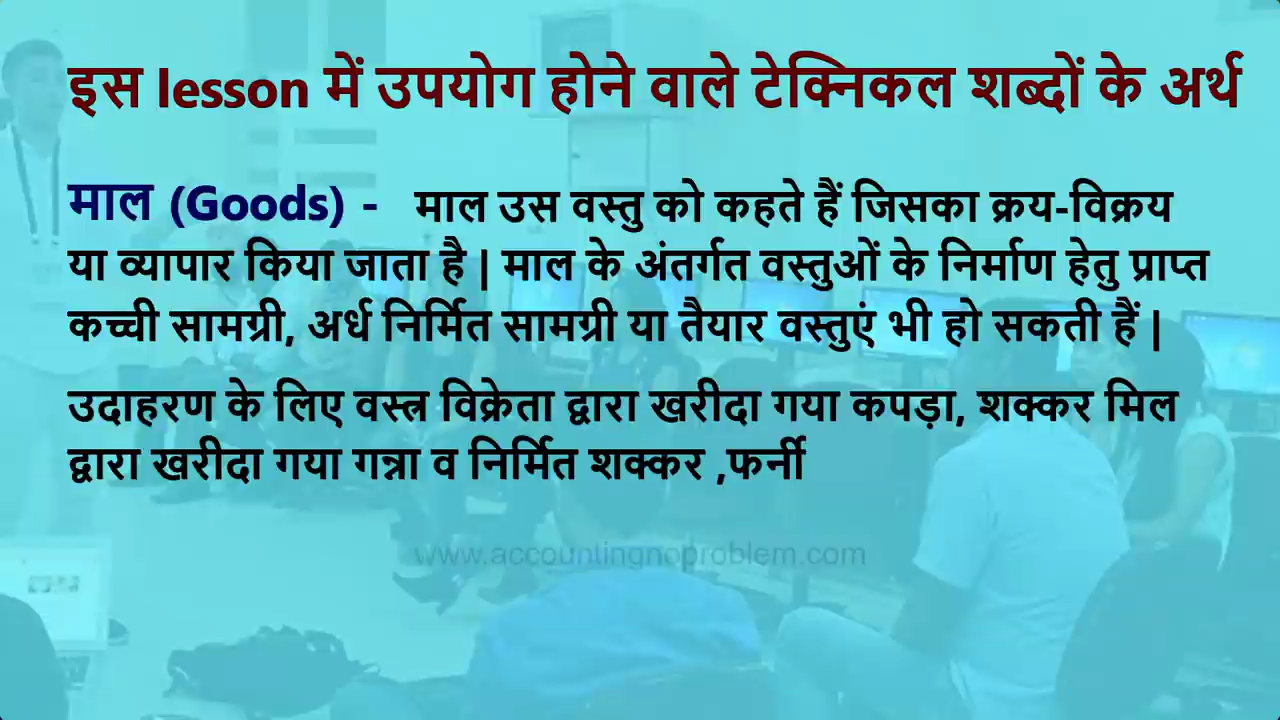 इस lesson में उपयोग होने वाले टेक्निकल शब्दों के अर्थ
माल (Goods) - माल उस वस्तु को कहते हैं जिसका क्रय-विक्रय
या व्यापार किया जाता है | माल के अंतर्गत वस्तुओं के निर्माण हेतु प्राप्त
कच्ची सामग्री, अर्ध निर्मित सामग्री या तैयार वस्तुएं भी हो सकती हैं |
उदाहरण के लिए वस्त्र विक्रेता द्वारा खरीदा गया कपड़ा, शक्कर मिल
द्वारा खरीदा गया गन्ना व निर्मित शक्कर ,फर्नी
www.accountingnoproblem.com